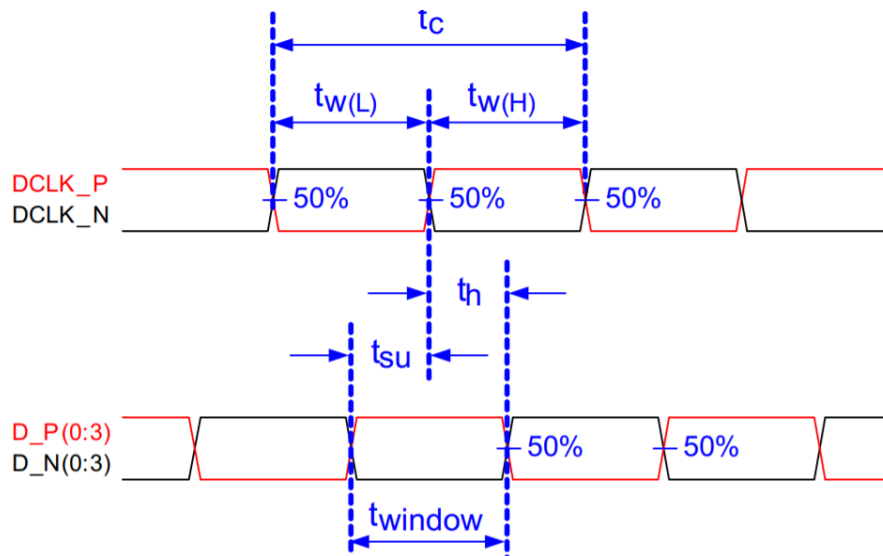 tc
tw(L) tw(H)
DCLK_P
DCLK_N
50% 50% 50%
th
tsu
D_P(0:3)
D_N(0:3)
50% 50%
twindow